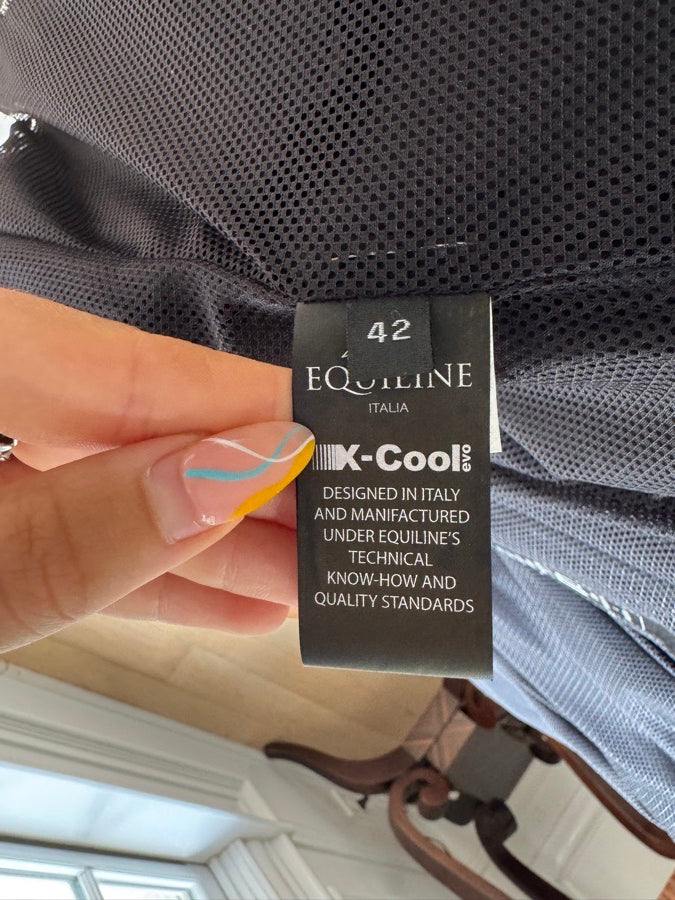 42
EQUILINE
ITALIA
X-Cool evo
DESIGNED IN ITALY
AND MANIFACTURED
UNDER EQUILINE'S
TECHNICAL
KNOW-HOW AND
QUALITY STANDARDS